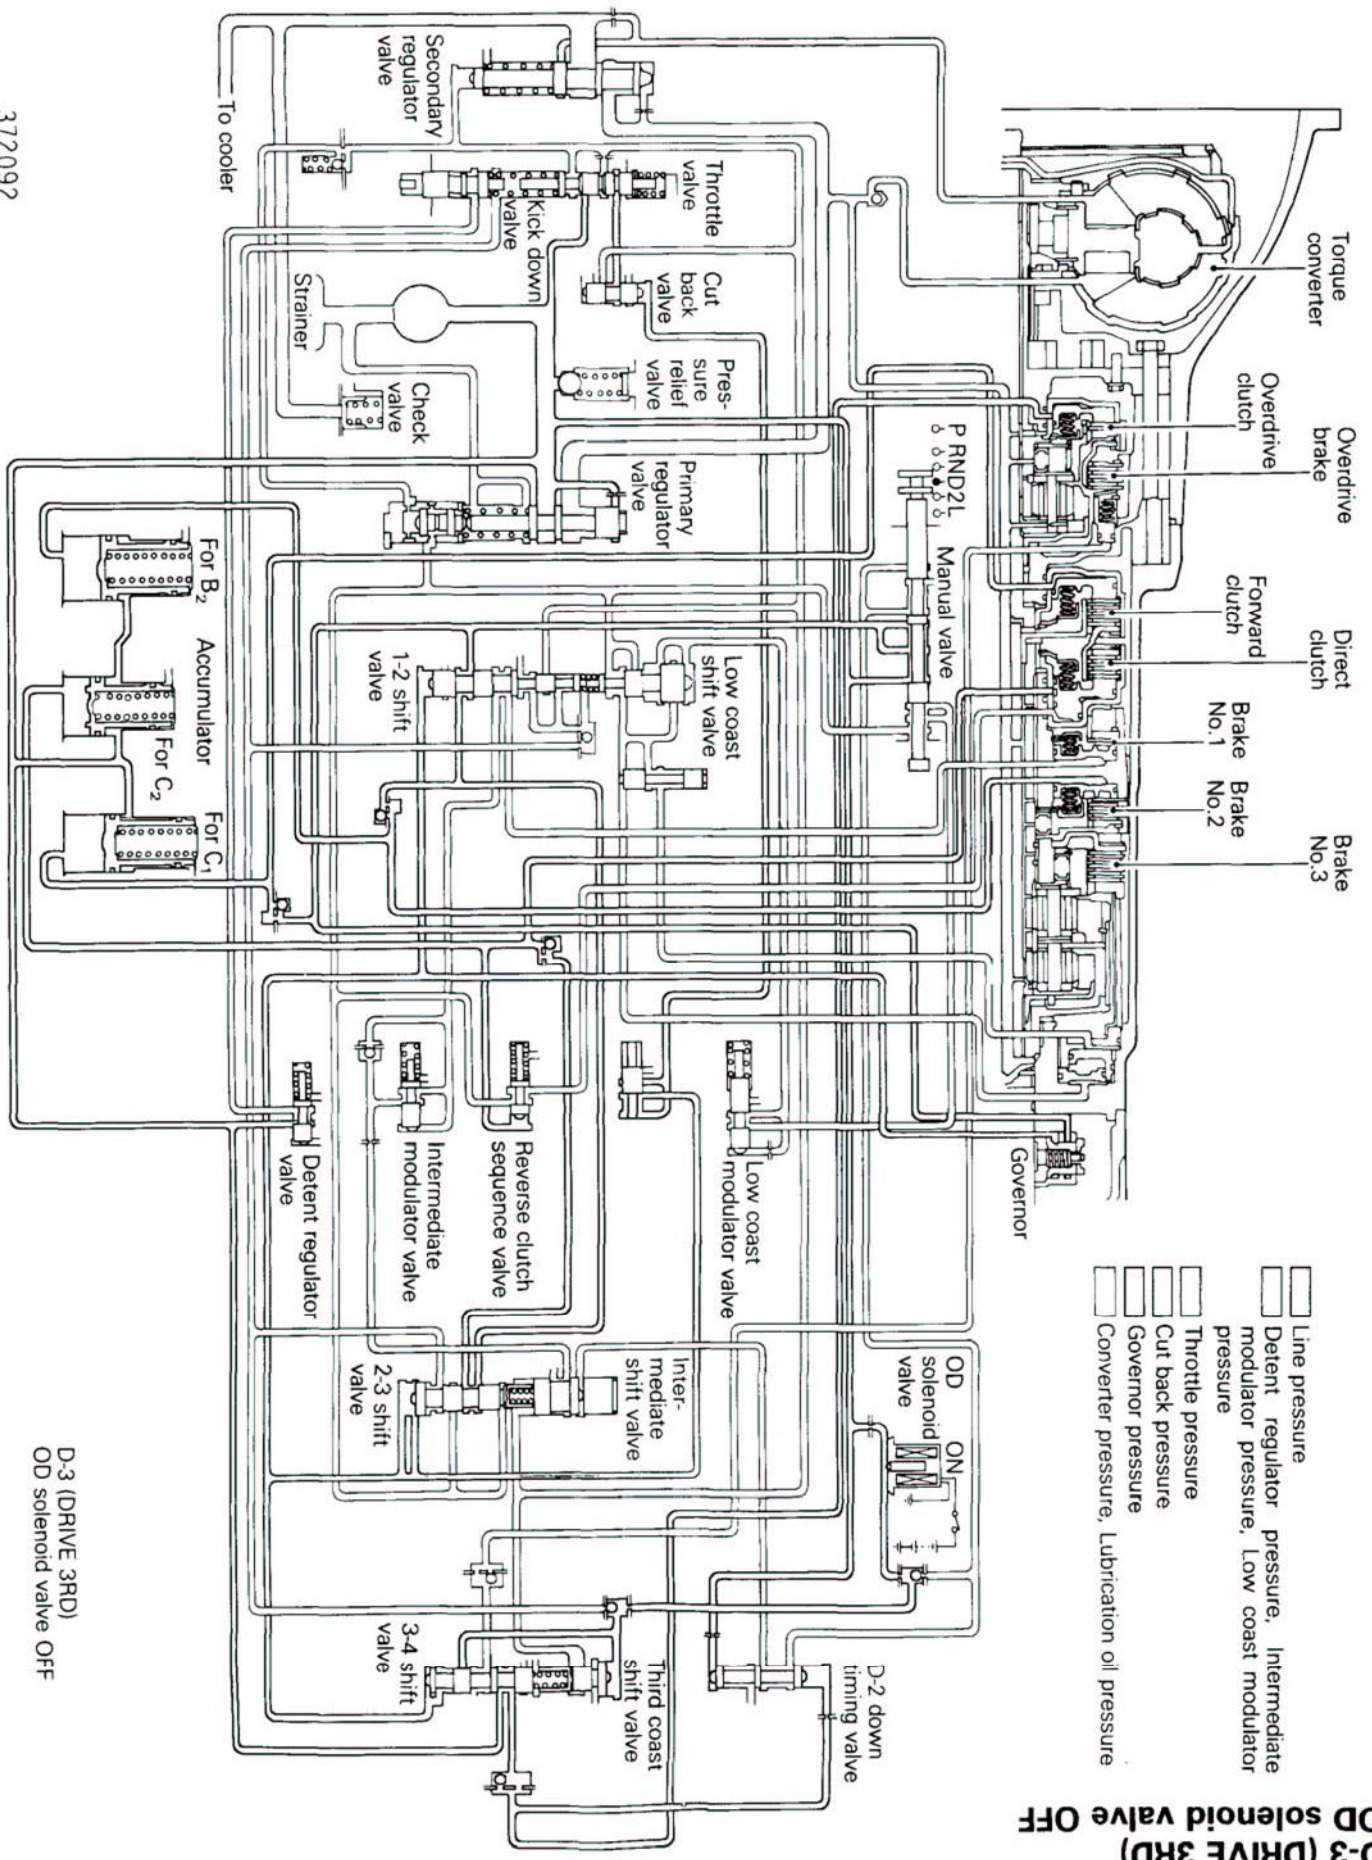 D-3 (DRIVE 3RD)
OD solenoid valve OFF
Line pressure
Detent regulator pressure, Intermediate
modulator pressure, Low coast modulator
pressure
Throttle pressure
Cut back pressure
Governor pressure
Converter pressure, Lubrication oil pressure
Torque
converter
Overdrive
clutch
Overdrive
brake
Forward
clutch
Direct
clutch
Brake
No.1
Brake
No.2
Brake
No.3
Governor
P RND2L
Manual valve
OD
solenoid
valve
ON
D-2 down
timing valve
Secondary
regulator
valve
Throttle
valve
Kick down
valve
Cut
back
valve
Pres-
sure
relief
valve
Primary
regulator
valve
Low coast
shift valve
1-2 shift
valve
Low coast
modulator valve
Reverse clutch
sequence valve
Intermediate
modulator valve
Detent regulator
valve
Inter-
mediate
shift valve
2-3 shift
valve
Third coast
shift valve
3-4 shift
valve
To cooler
Strainer
Check
valve
For B2
Accumulator
For C2
For C1
D-3 (DRIVE 3RD)
OD solenoid valve OFF
372092